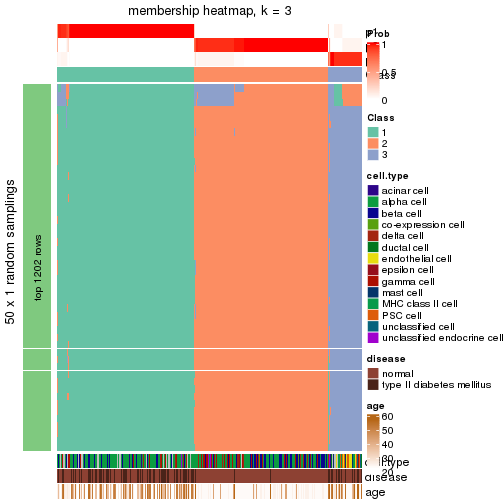 membership heatmap, k = 3
50 x 1 random samplings
top 1202 rows
Prob
1
0.5
0
Class
1
2
3
cell.type
acinar cell
alpha cell
beta cell
co-expression cell
delta cell
ductal cell
endothelial cell
epsilon cell
gamma cell
mast cell
MHC class II cell
PSC cell
unclassified cell
unclassified endocrine cell
disease
normal
type II diabetes mellitus
age
60
50
40
30
20
cell.type
disease
age